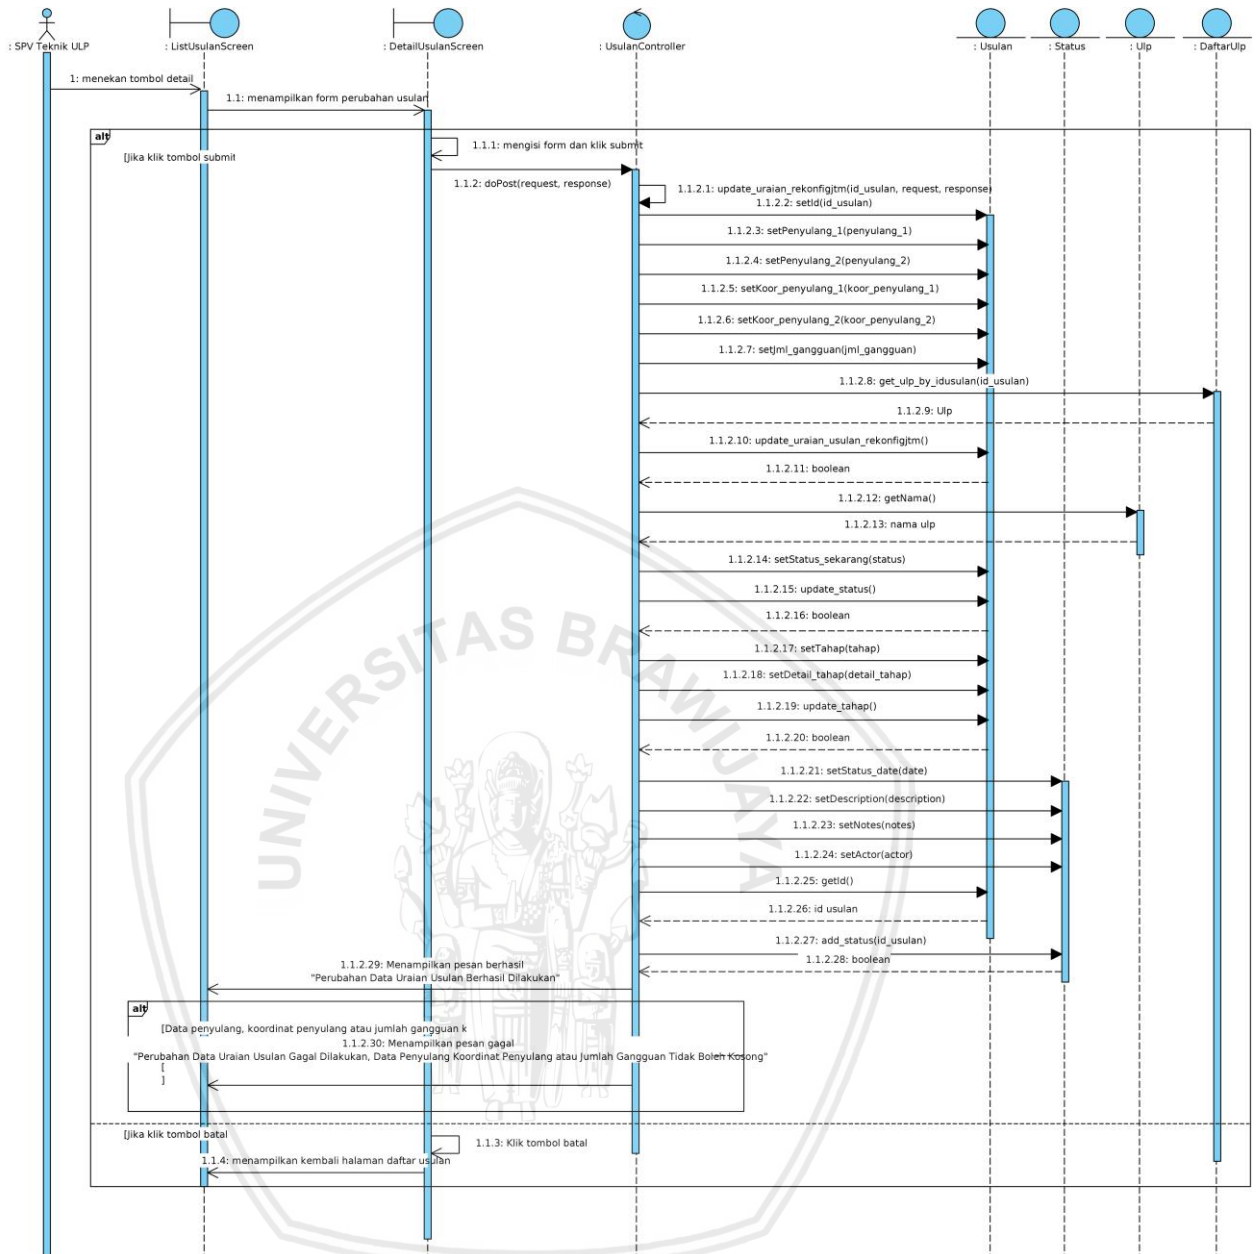 : SPV Teknik ULP
: ListUsulanScreen
: DetailUsulanScreen
: UsulanController
: Usulan
: Status
: Ulp
: DaftarUlp
1: menekan tombol detail
1.1: menampilkan form perubahan usulan
alt
[Jika klik tombol submit
1.1.1: mengisi form dan klik submit
1.1.2: doPost(request, response)
1.1.2.1: update_uraian_rekonfigjtm(id_usulan, request, response)
1.1.2.2: setId(id_usulan)
1.1.2.3: setPenyulang_1(penyulang_1)
1.1.2.4: setPenyulang_2(penyulang_2)
1.1.2.5: setKoor_penyulang_1(koor_penyulang_1)
1.1.2.6: setKoor_penyulang_2(koor_penyulang_2)
1.1.2.7: setJml_gangguan(jml_gangguan)
1.1.2.8: get_ulp_by_idusulan(id_usulan)
1.1.2.9: Ulp
1.1.2.10: update_uraian_usulan_rekonfigjtm()
1.1.2.11: boolean
1.1.2.12: getNama()
1.1.2.13: nama ulp
1.1.2.14: setStatus_sekarang(status)
1.1.2.15: update_status()
1.1.2.16: boolean
1.1.2.17: setTahap(tahap)
1.1.2.18: setDetail_tahap(detail_tahap)
1.1.2.19: update_tahap()
1.1.2.20: boolean
1.1.2.21: setStatus_date(date)
1.1.2.22: setDescription(description)
1.1.2.23: setNotes(notes)
1.1.2.24: setActor(actor)
1.1.2.25: getId()
1.1.2.26: id usulan
1.1.2.27: add_status(id_usulan)
1.1.2.28: boolean
1.1.2.29: Menampilkan pesan berhasil
"Perubahan Data Uraian Usulan Berhasil Dilakukan"
alt
[Data penyulang, koordinat penyulang atau jumlah gangguan k
1.1.2.30: Menampilkan pesan gagal
"Perubahan Data Uraian Usulan Gagal Dilakukan, Data Penyulang Koordinat Penyulang atau Jumlah Gangguan Tidak Boleh Kosong"
[
]
[Jika klik tombol batal
1.1.3: Klik tombol batal
1.1.4: menampilkan kembali halaman daftar usulan
UNIVERSITAS BRAWIJAYA